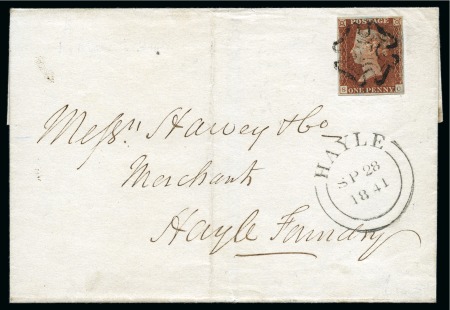 POSTAGE
ONE PENNY
Messrs Harvey & Co
Merchants
Hayle Foundry
HAYLE
SP 28
1841